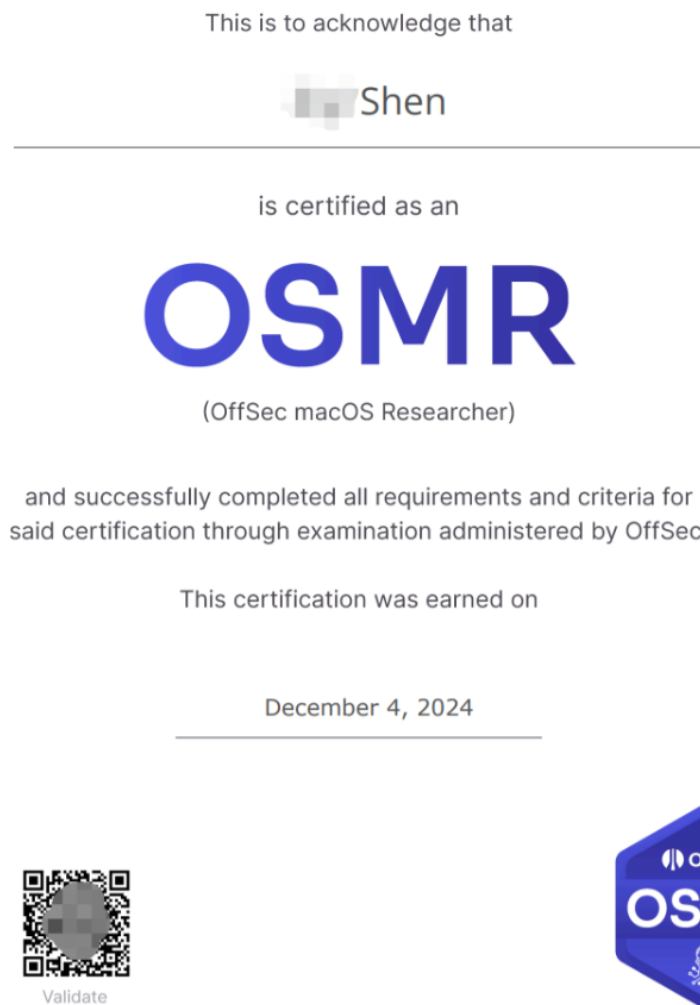 This is to acknowledge that
Shen
is certified as an
OSMR
(OffSec macOS Researcher)
and successfully completed all requirements and criteria for
said certification through examination administered by OffSec
This certification was earned on
December 4, 2024
Validate